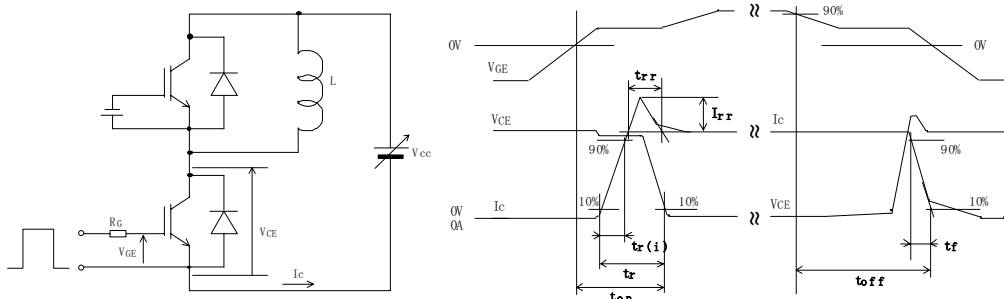 L
Vcc
RG
VGE
VCE
Ic
0V
VGE
trr
Irr
VCE
90%
Ic
10%
10%
0V
0A
tr(i)
tr
ton
90%
0V
Ic
90%
VCE
10%
tf
toff